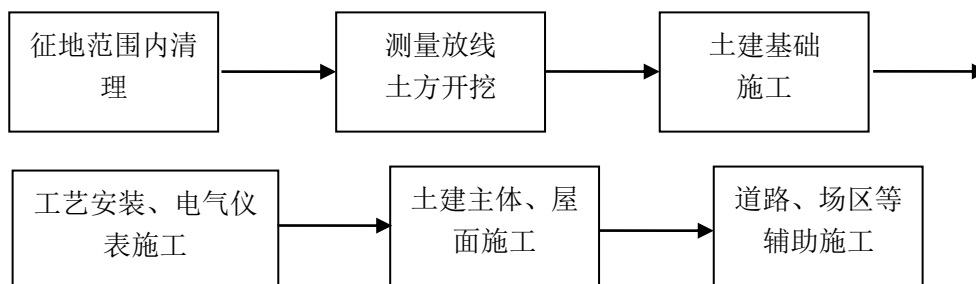 征地范围内清
理
测量放线
土方开挖
土建基础
施工
工艺安装、电气仪
表施工
土建主体、屋
面施工
道路、场区等
辅助施工